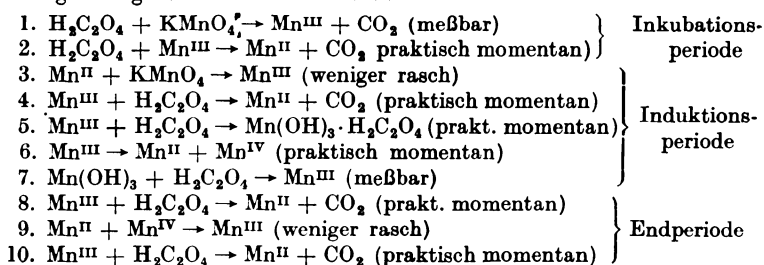 1. H₂C₂O₄ + KMnO₄ → Mnᴵᴵᴵ + CO₂ (meßbar)
2. H₂C₂O₄ + Mnᴵᴵᴵ → Mnᴵᴵ + CO₂ praktisch momentan)
Inkubations-
periode
3. Mnᴵᴵ + KMnO₄ → Mnᴵᴵᴵ (weniger rasch)
4. Mnᴵᴵᴵ + H₂C₂O₄ → Mnᴵᴵ + CO₂ (praktisch momentan)
5. Mnᴵᴵᴵ + H₂C₂O₄ → Mn(OH)₃·H₂C₂O₄ (prakt. momentan)
6. Mnᴵᴵᴵ → Mnᴵᴵ + Mnᴵⱽ (praktisch momentan)
7. Mn(OH)₃ + H₂C₂O₄ → Mnᴵᴵᴵ (meßbar)
Induktions-
periode
8. Mnᴵᴵᴵ + H₂C₂O₄ → Mnᴵᴵ + CO₂ (prakt. momentan)
9. Mnᴵᴵ + Mnᴵⱽ → Mnᴵᴵᴵ (weniger rasch)
10. Mnᴵᴵᴵ + H₂C₂O₄ → Mnᴵᴵ + CO₂ (praktisch momentan)
Endperiode